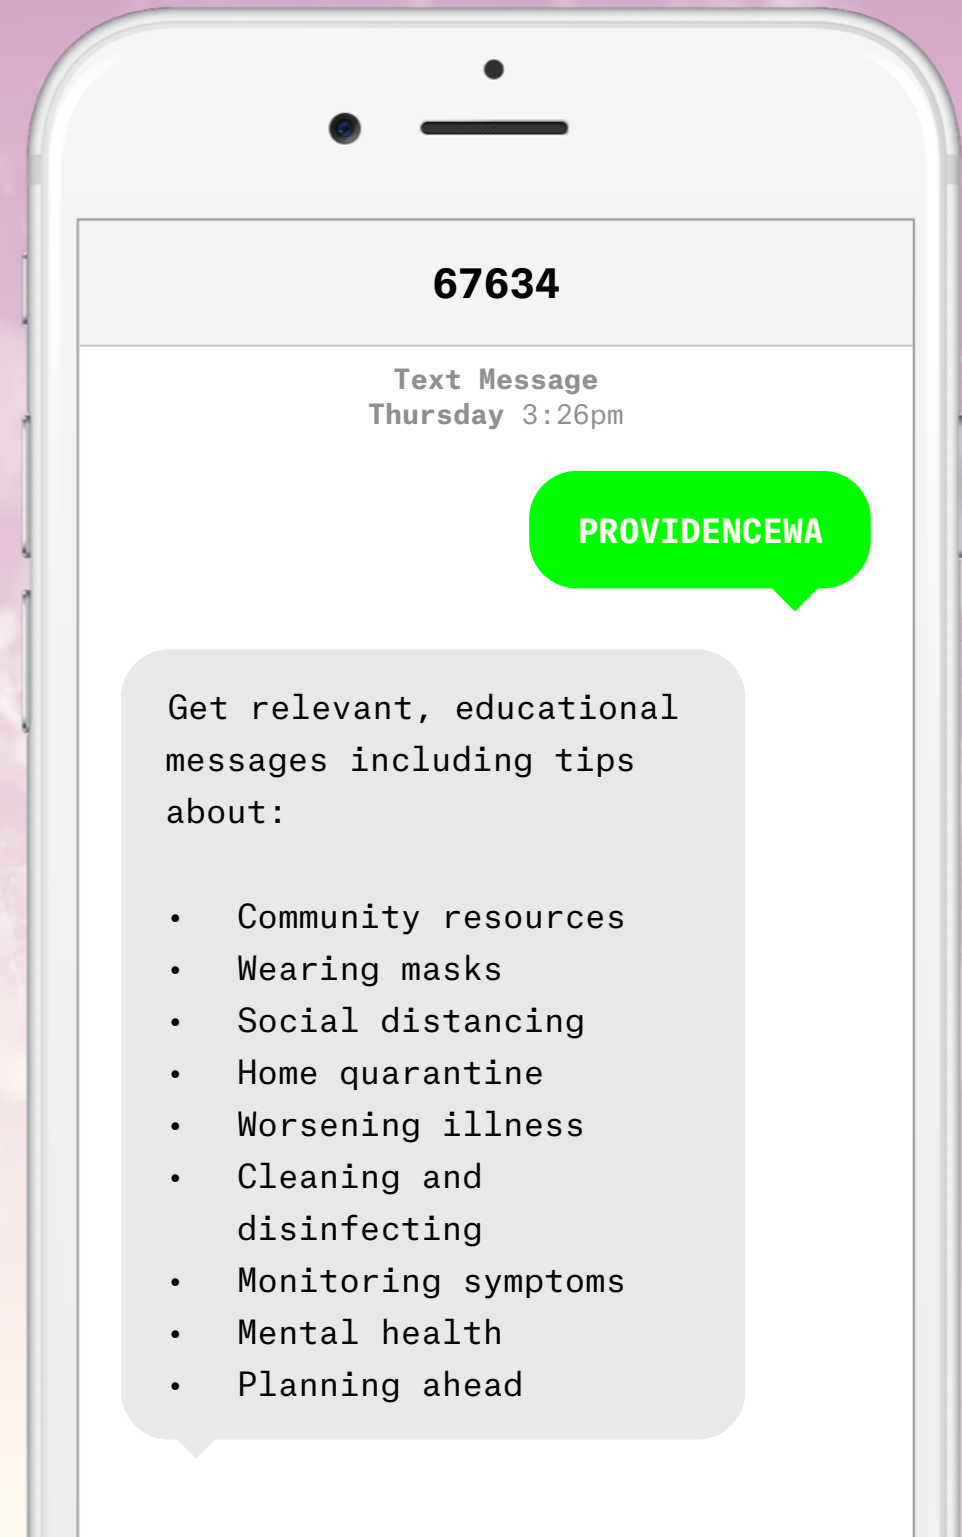 67634
Text Message
Thursday 3:26pm
PROVIDENCEWA
Get relevant, educational
messages including tips
about:
• Community resources
• Wearing masks
• Social distancing
• Home quarantine
• Worsening illness
• Cleaning and
disinfecting
• Monitoring symptoms
• Mental health
• Planning ahead